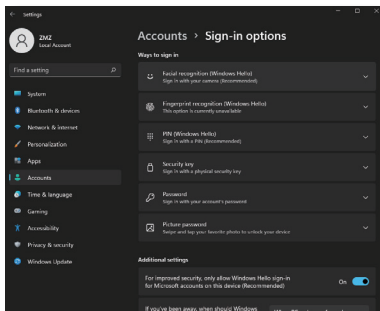 Settings
ZMZ
Local Account
Find a setting
System
Bluetooth & devices
Network & internet
Personalization
Apps
Accounts
Time & language
Gaming
Accessibility
Privacy & security
Windows Update
Accounts > Sign-in options
Ways to sign in
Facial recognition (Windows Hello)
Sign in with your camera (Recommended)
Fingerprint recognition (Windows Hello)
This option is currently unavailable
PIN (Windows Hello)
Sign in with a PIN (Recommended)
Security key
Sign in with a physical security key
Password
Sign in with your account's password
Picture password
Swipe and tap your favorite photo to unlock your device
Additional settings
For improved security, only allow Windows Hello sign-in
for Microsoft accounts on this device (Recommended)
On
If you've been away, when should Windows